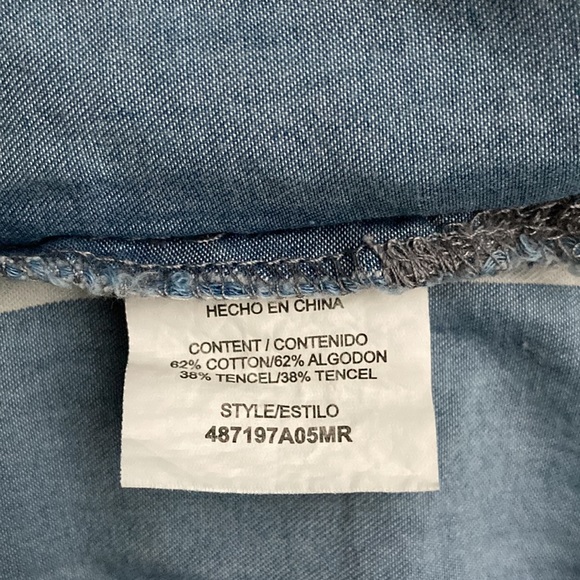 HECHO EN CHINA
CONTENT / CONTENIDO
62% COTTON/62% ALGODON
38% TENCEL/38% TENCEL
STYLE/ESTILO
487197A05MR